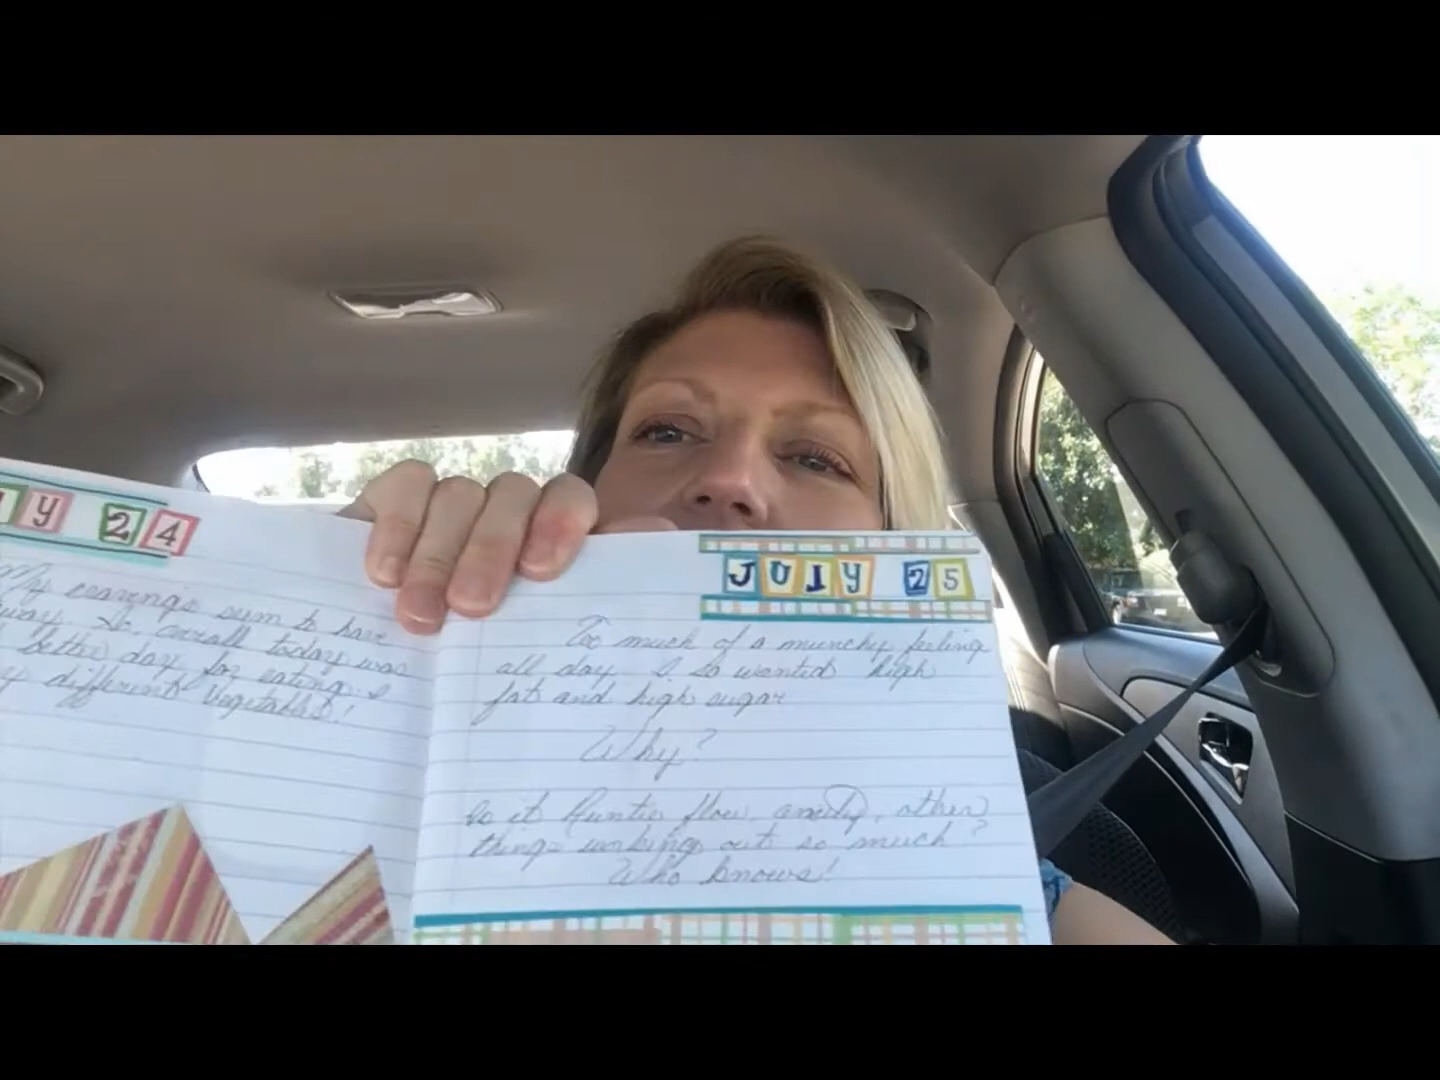 LY 24
My cravings seem to have
away. So, overall today was
better day for eating. I
different Vegetables!
JULY 25
Too much of a munchy feeling
all day. I so wanted high
fat and high sugar
Why?
Is it Auntie flow, other
things working out so much?
Who knows!